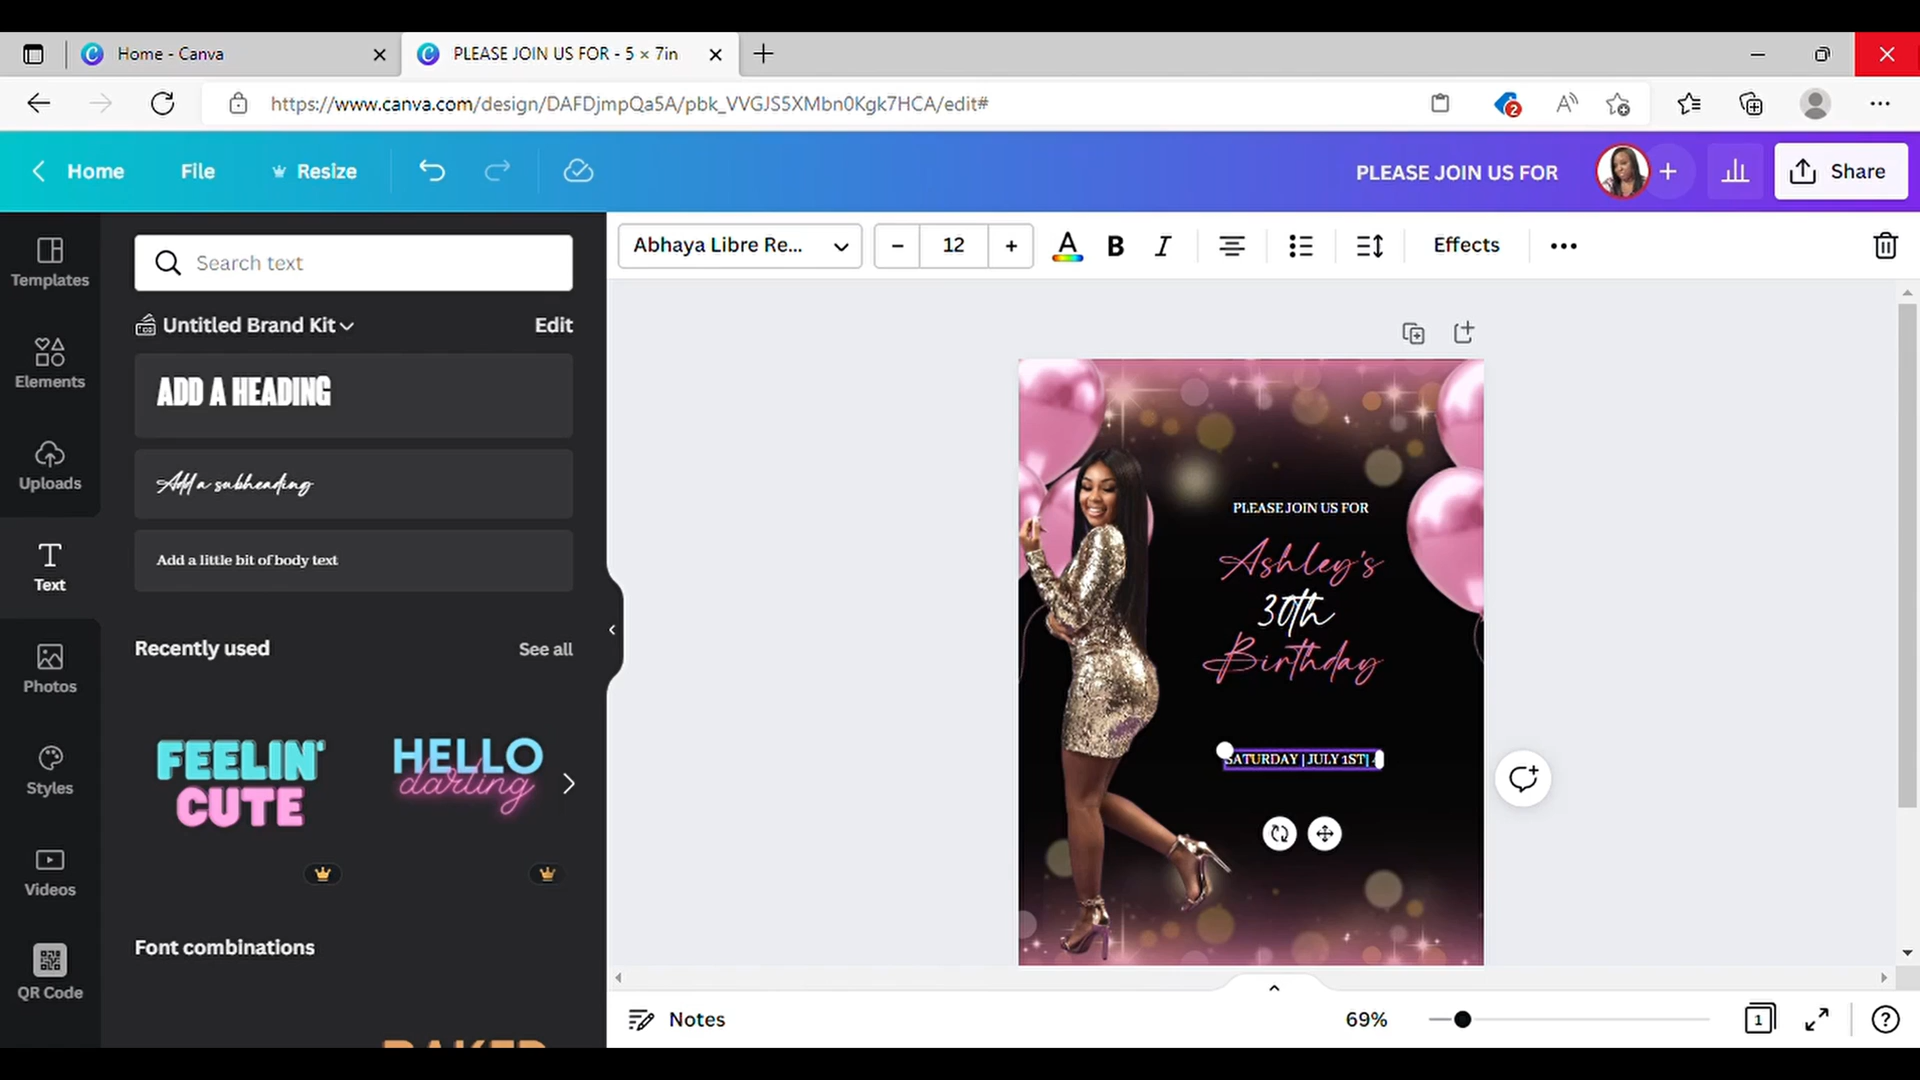 Home - Canva
PLEASE JOIN US FOR - 5 × 7in
https://www.canva.com/design/DAFDjmpQa5A/pbk_VVGJS5XMbn0Kgk7HCA/edit#
2
Home
File
Resize
PLEASE JOIN US FOR
Share
Templates
Elements
Uploads
Text
Photos
Styles
Videos
QR Code
Search text
Untitled Brand Kit
Edit
ADD A HEADING
Add a subheading
Add a little bit of body text
Recently used
See all
FEELIN'
CUTE
HELLO
darling
Font combinations
Abhaya Libre Re...
12
A
B
I
Effects
PLEASE JOIN US FOR
Ashley's
30th
Birthday
SATURDAY | JULY 1ST|
Notes
69%
1